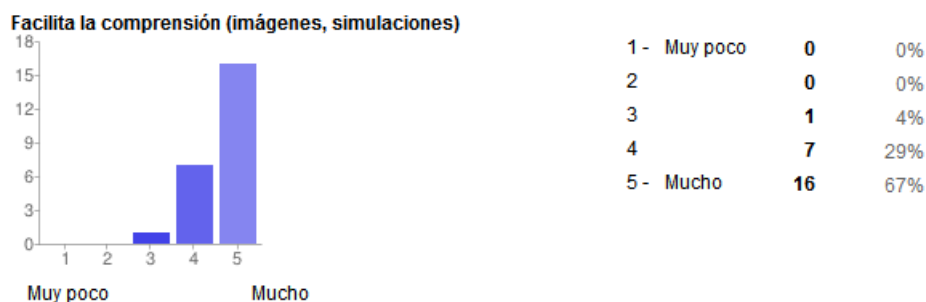 Facilita la comprensión (imágenes, simulaciones)
18
15
12
9
6
3
0
1 2 3 4 5
Muy poco Mucho
1 - Muy poco 0 0%
2 0 0%
3 1 4%
4 7 29%
5 - Mucho 16 67%